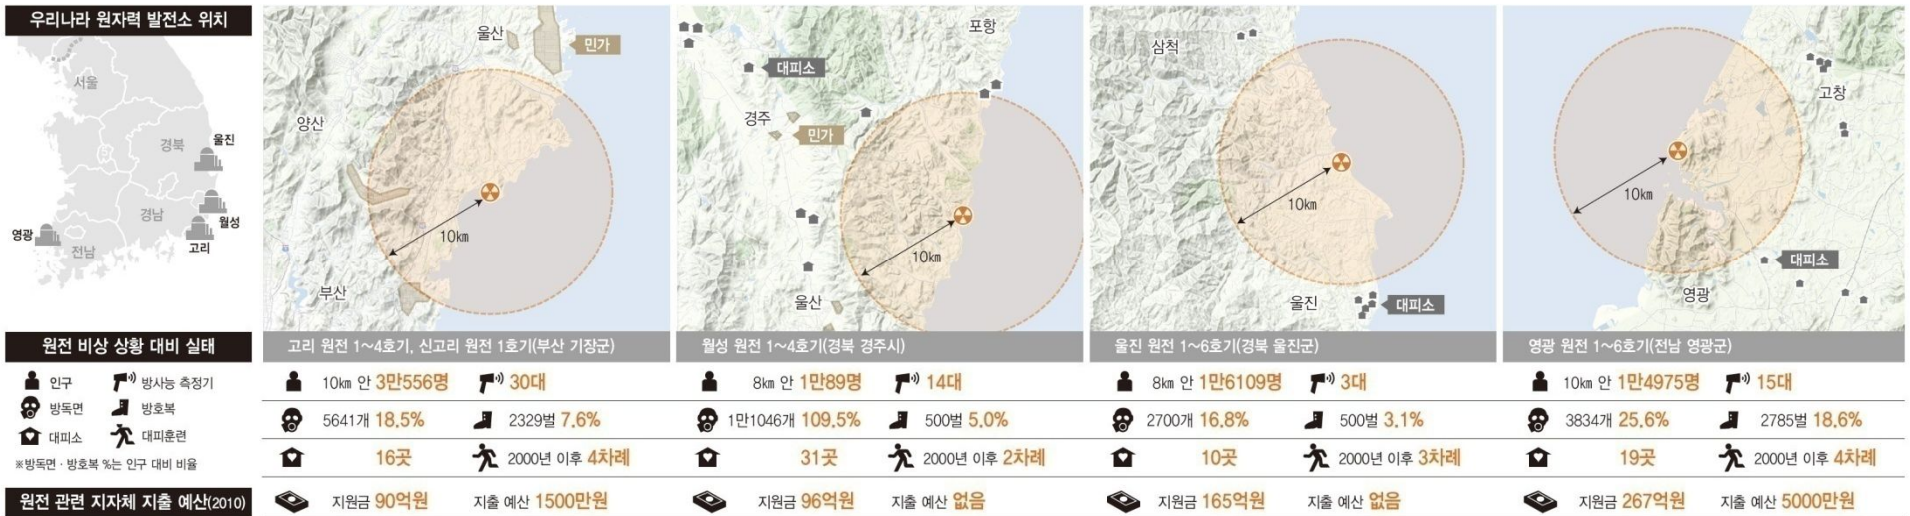 우리나라 원자력 발전소 위치
서울
경북
울진
경남
월성
고리
영광
전남
울산
민가
양산
10㎞
부산
포항
대피소
경주
민가
10㎞
울산
삼척
10㎞
울진
대피소
고창
10㎞
대피소
영광
원전 비상 상황 대비 실태
인구
방사능 측정기
방독면
방호복
대피소
대피훈련
※방독면 · 방호복 %는 인구 대비 비율
원전 관련 지자체 지출 예산(2010)
고리 원전 1~4호기, 신고리 원전 1호기(부산 기장군)
10㎞ 안 3만556명 30대
5641개 18.5% 2329벌 7.6%
16곳 2000년 이후 4차례
지원금 90억원 지출 예산 1500만원
월성 원전 1~4호기(경북 경주시)
8㎞ 안 1만89명 14대
1만1046개 109.5% 500벌 5.0%
31곳 2000년 이후 2차례
지원금 96억원 지출 예산 없음
울진 원전 1~6호기(경북 울진군)
8㎞ 안 1만6109명 3대
2700개 16.8% 500벌 3.1%
10곳 2000년 이후 3차례
지원금 165억원 지출 예산 없음
영광 원전 1~6호기(전남 영광군)
10㎞ 안 1만4975명 15대
3834개 25.6% 2785벌 18.6%
19곳 2000년 이후 4차례
지원금 267억원 지출 예산 5000만원